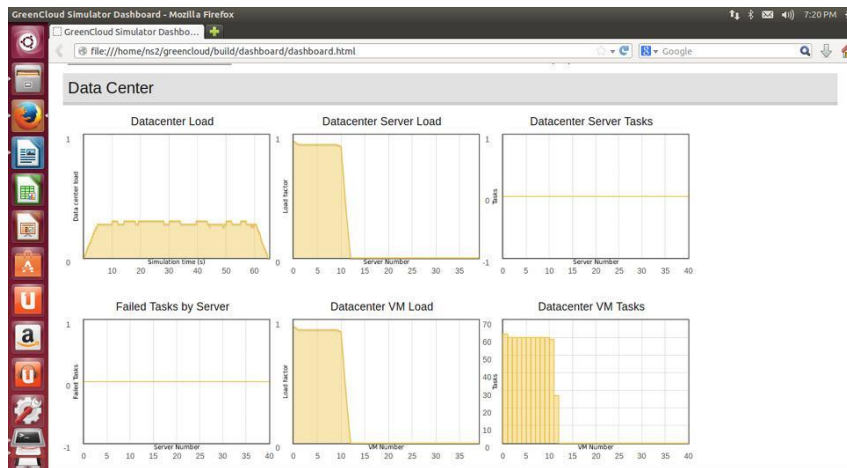 GreenCloud Simulator Dashboard - Mozilla Firefox
7:20 PM
GreenCloud Simulator Dashbo...
file:///home/ns2/greencloud/build/dashboard/dashboard.html
Google
Data Center
Datacenter Load
1
Data center load
0
10 20 30 40 50 60
Simulation time (s)
Datacenter Server Load
1
Load factor
0
Server Number
0 5 10 15 20 25 30 35
Datacenter Server Tasks
1
0
Tasks
-1
Server Number
0 5 10 15 20 25 30 35 40
Failed Tasks by Server
1
0
Failed Tasks
-1
Server Number
0 5 10 15 20 25 30 35 40
Datacenter VM Load
1
Load factor
0
VM Number
0 5 10 15 20 25 30 35
Datacenter VM Tasks
70
60
50
40
30
20
10
0
Tasks
VM Number
0 5 10 15 20 25 30 35 40